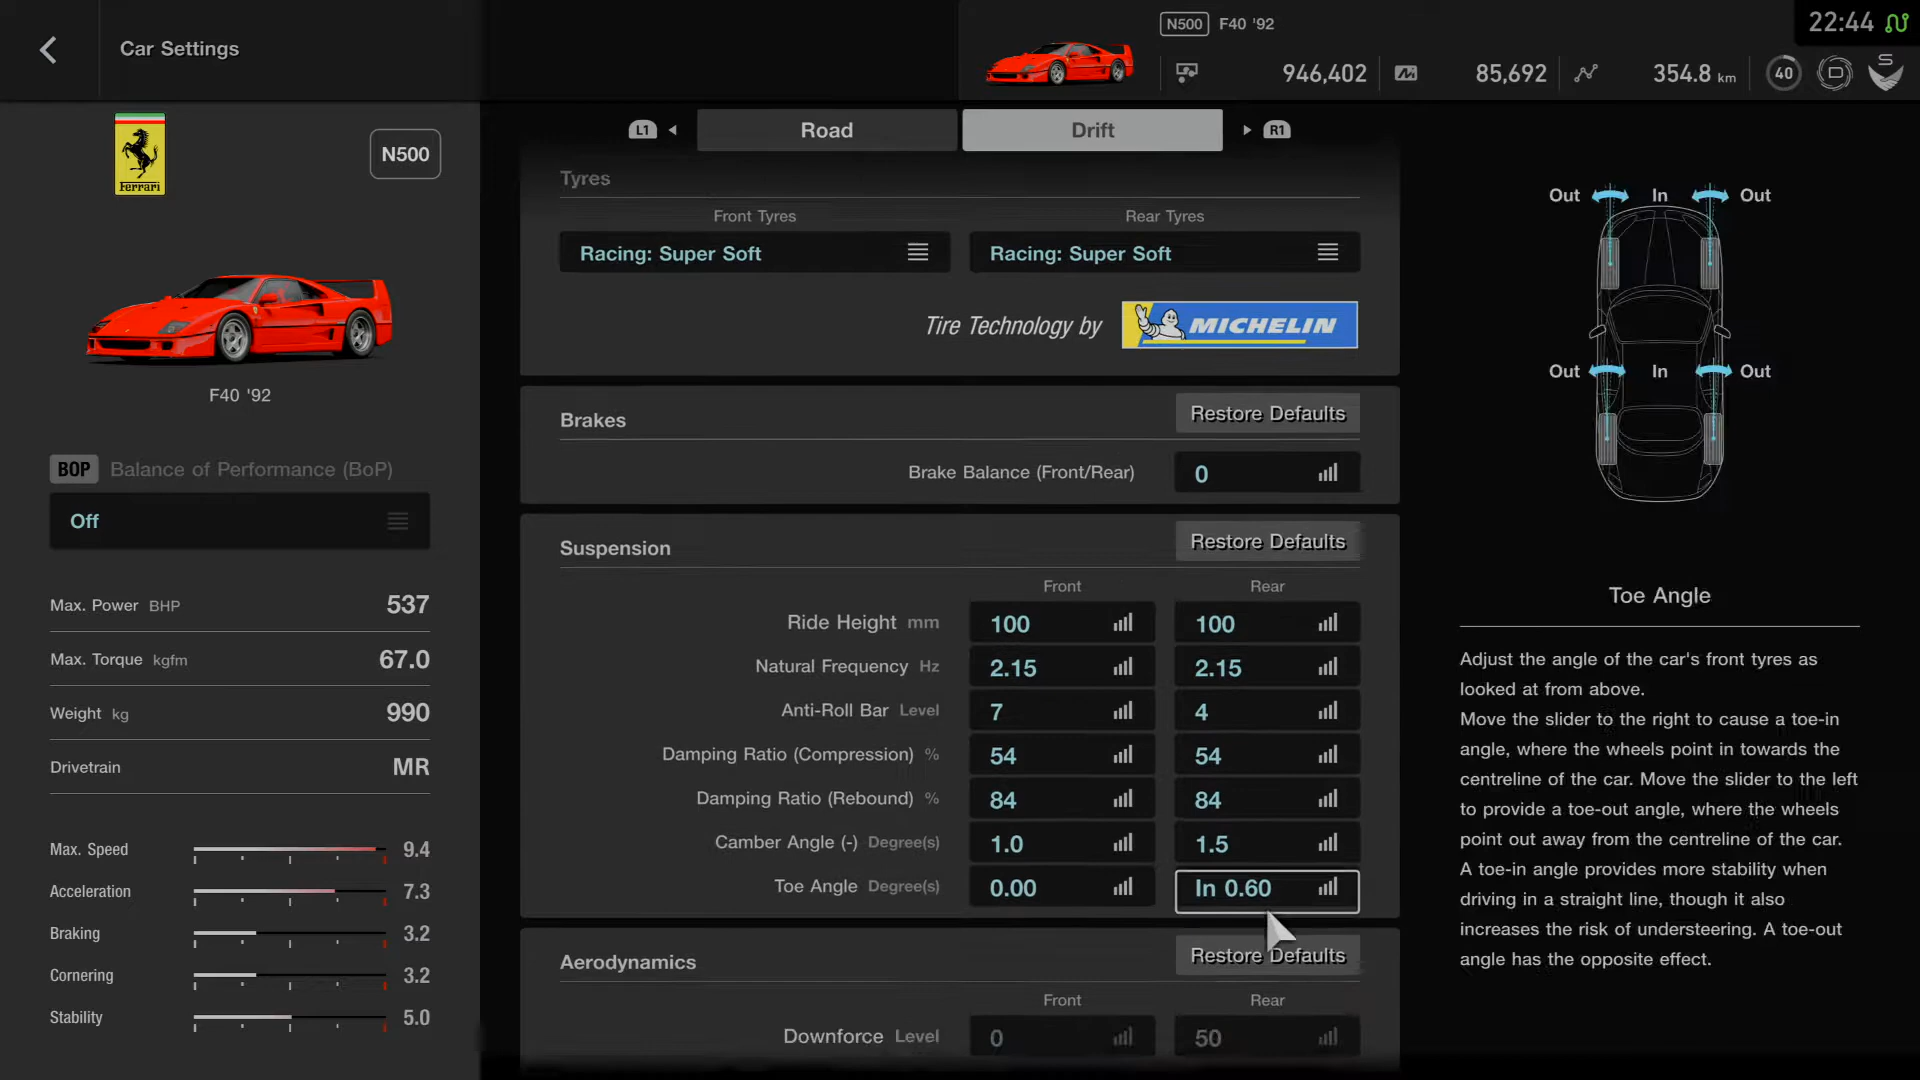 Car Settings
N500 F40 '92
946,402
85,692
354.8 km
40
22:44
Ferrari
N500
F40 '92
BOP Balance of Performance (BoP)
Off
Max. Power BHP 537
Max. Torque kgfm 67.0
Weight kg 990
Drivetrain MR
Max. Speed 9.4
Acceleration 7.3
Braking 3.2
Cornering 3.2
Stability 5.0
L1 Road Drift R1
Tyres
Front Tyres Rear Tyres
Racing: Super Soft Racing: Super Soft
Tire Technology by MICHELIN
Brakes Restore Defaults
Brake Balance (Front/Rear) 0
Suspension Restore Defaults
Front Rear
Ride Height mm 100 100
Natural Frequency Hz 2.15 2.15
Anti-Roll Bar Level 7 4
Damping Ratio (Compression) % 54 54
Damping Ratio (Rebound) % 84 84
Camber Angle (-) Degree(s) 1.0 1.5
Toe Angle Degree(s) 0.00 In 0.60
Aerodynamics Restore Defaults
Front Rear
Downforce Level 0 50
Out In Out
Out In Out
Toe Angle
Adjust the angle of the car's front tyres as
looked at from above.
Move the slider to the right to cause a toe-in
angle, where the wheels point in towards the
centreline of the car. Move the slider to the left
to provide a toe-out angle, where the wheels
point out away from the centreline of the car.
A toe-in angle provides more stability when
driving in a straight line, though it also
increases the risk of understeering. A toe-out
angle has the opposite effect.